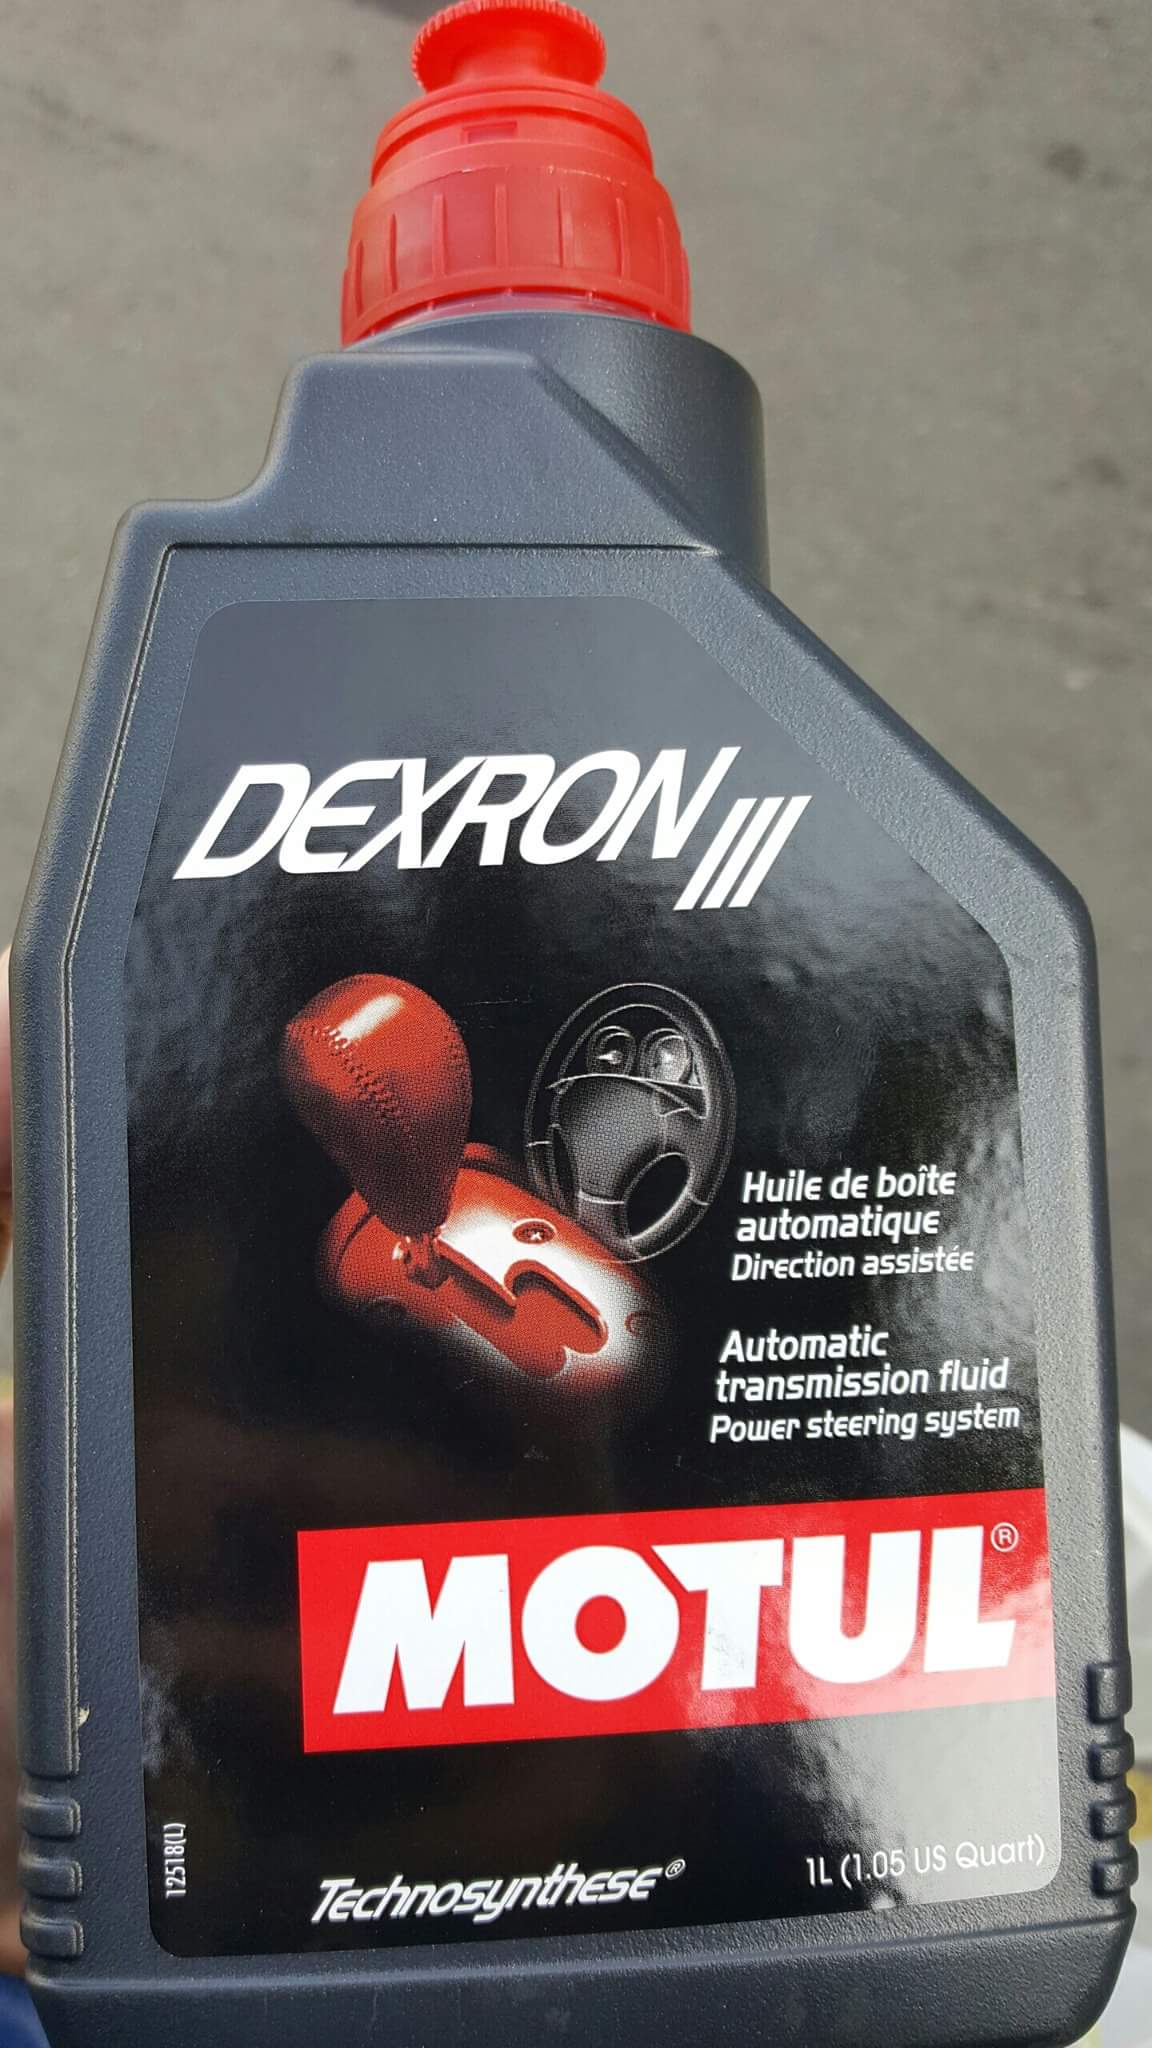 DEXRON III
Huile de boîte
automatique
Direction assistée
Automatic
transmission fluid
Power steering system
MOTUL®
12518(L)
Technosynthese®
1L (1.05 US Quart)